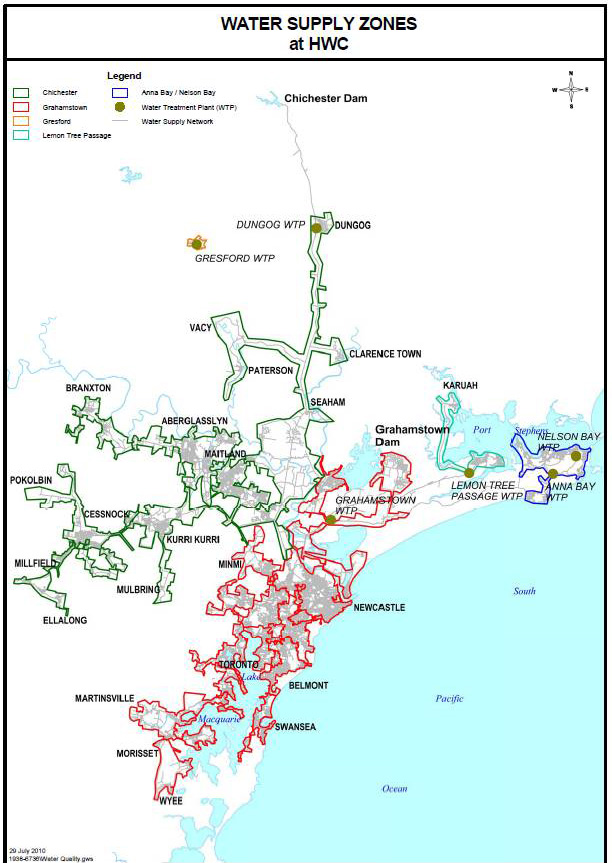 WATER SUPPLY ZONES
at HWC
Legend
Chichester
Grahamstown
Gresford
Lemon Tree Passage
Anna Bay / Nelson Bay
Water Treatment Plant (WTP)
Water Supply Network
N
W
E
S
Chichester Dam
DUNGOG WTP
DUNGOG
GRESFORD WTP
VACY
CLARENCE TOWN
PATERSON
BRANXTON
KARUAH
SEAHAM
ABERGLASSLYN
Grahamstown
Dam
Port
Stephens
NELSON BAY
WTP
MAITLAND
POKOLBIN
LEMON TREE
PASSAGE WTP
ANNA BAY
WTP
GRAHAMSTOWN
WTP
CESSNOCK
KURRI KURRI
MILLFIELD
MINMI
MULBRING
South
ELLALONG
NEWCASTLE
TORONTO
Lake
BELMONT
MARTINSVILLE
Pacific
Macquarie
SWANSEA
MORISSET
Ocean
WYEE
29 July 2010
1938-6736\Water Quality.gws